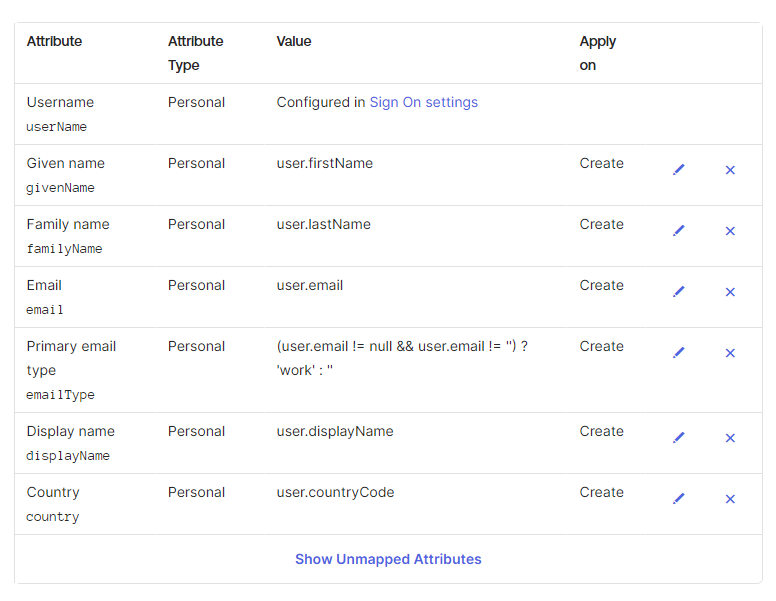 Attribute Attribute Type Value Apply on
Username Personal Configured in Sign On settings
userName
Given name Personal user.firstName Create
givenName
Family name Personal user.lastName Create
familyName
Email Personal user.email Create
email
Primary email type Personal (user.email != null && user.email != '') ? 'work' : '' Create
emailType
Display name Personal user.displayName Create
displayName
Country Personal user.countryCode Create
country
Show Unmapped Attributes